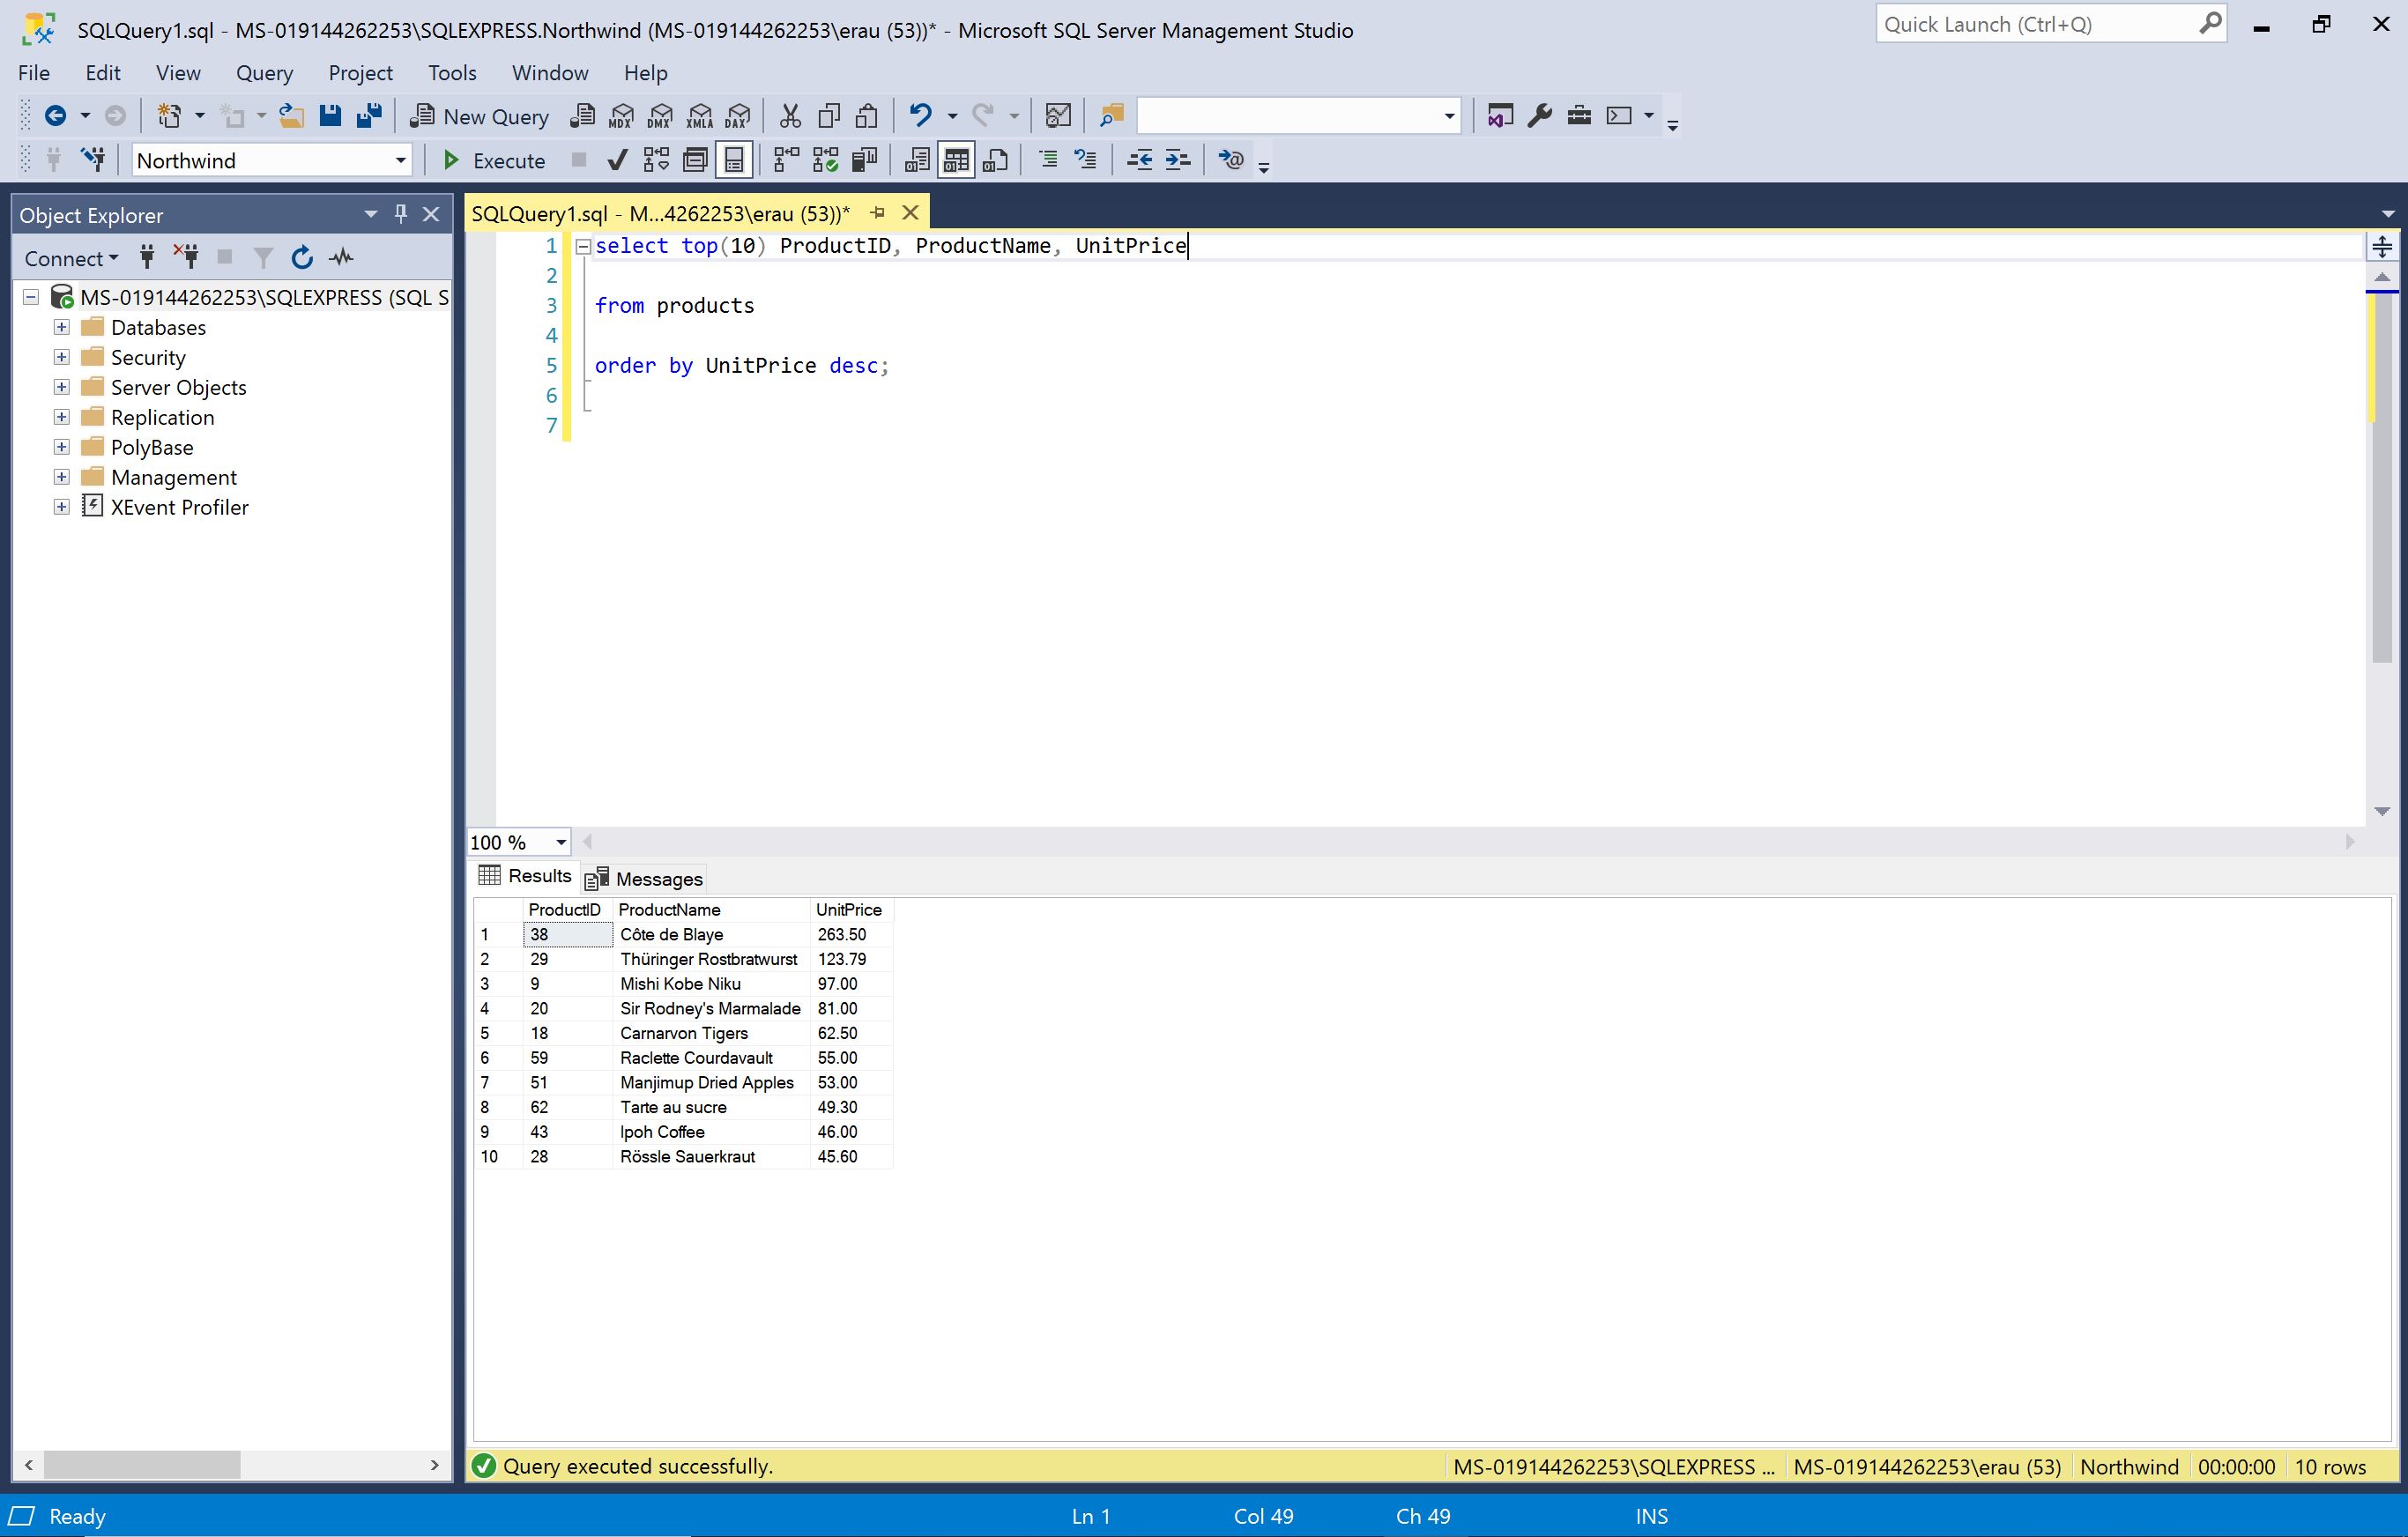 SQLQuery1.sql - MS-019144262253\SQLEXPRESS.Northwind (MS-019144262253\erau (53))* - Microsoft SQL Server Management Studio
Quick Launch (Ctrl+Q)
File Edit View Query Project Tools Window Help
New Query MDX DMX XMLA DAX
Northwind Execute
Object Explorer
Connect
MS-019144262253\SQLEXPRESS (SQL S
Databases
Security
Server Objects
Replication
PolyBase
Management
XEvent Profiler
SQLQuery1.sql - M...4262253\erau (53))*
1 select top(10) ProductID, ProductName, UnitPrice
2
3 from products
4
5 order by UnitPrice desc;
6
7
100 %
Results Messages
ProductID ProductName UnitPrice
1 38 Côte de Blaye 263.50
2 29 Thüringer Rostbratwurst 123.79
3 9 Mishi Kobe Niku 97.00
4 20 Sir Rodney's Marmalade 81.00
5 18 Carnarvon Tigers 62.50
6 59 Raclette Courdavault 55.00
7 51 Manjimup Dried Apples 53.00
8 62 Tarte au sucre 49.30
9 43 Ipoh Coffee 46.00
10 28 Rössle Sauerkraut 45.60
Query executed successfully. MS-019144262253\SQLEXPRESS ... MS-019144262253\erau (53) Northwind 00:00:00 10 rows
Ready Ln 1 Col 49 Ch 49 INS